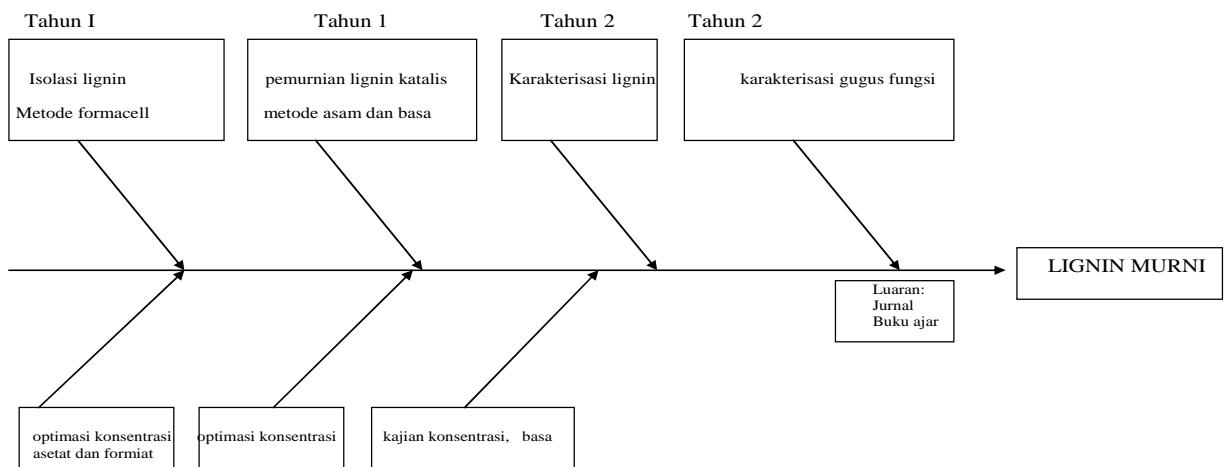 Tahun I
Tahun 1
Tahun 2
Tahun 2
Isolasi lignin
Metode formacell
pemurnian lignin katalis
metode asam dan basa
Karakterisasi lignin
karakterisasi gugus fungsi
LIGNIN MURNI
Luaran:
Jurnal
Buku ajar
optimasi konsentrasi
asetat dan formiat
optimasi konsentrasi
kajian konsentrasi, basa